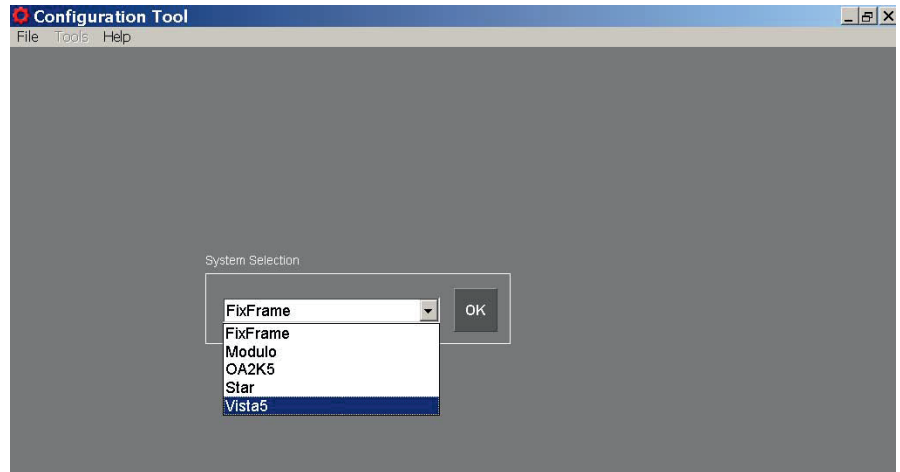 Configuration Tool
File Tools Help
System Selection
FixFrame
OK
FixFrame
Modulo
OA2K5
Star
Vista5